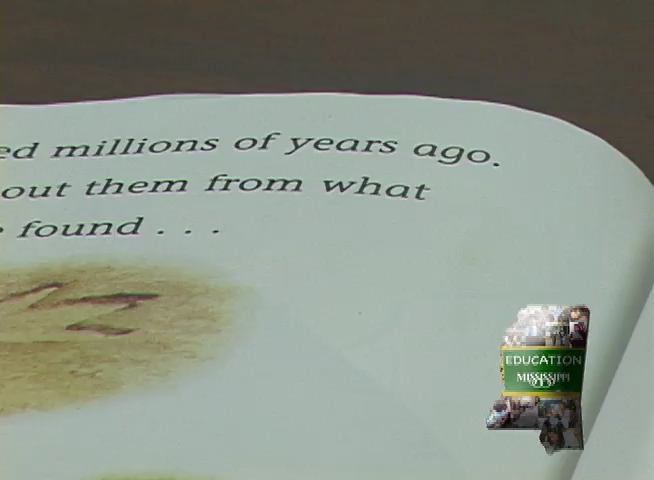 ed millions of years ago.
out them from what
found . . .
EDUCATION
MISSISSIPPI